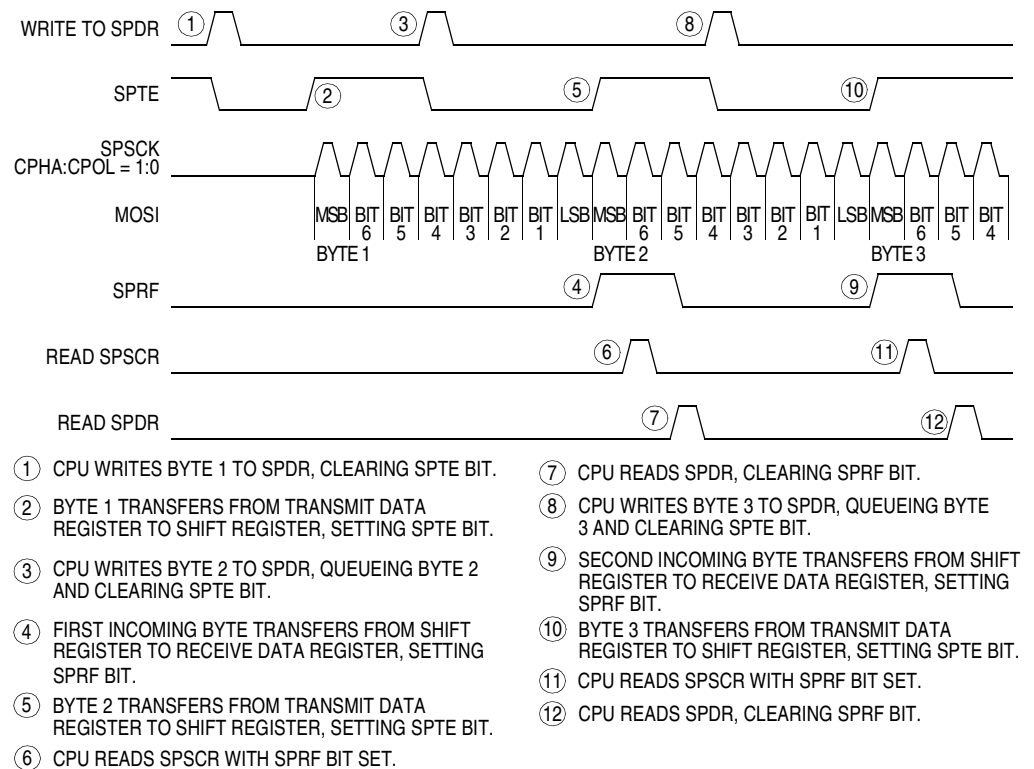 WRITE TO SPDR
1
3
8
SPTE
2
5
10
SPSCK
CPHA:CPOL = 1:0
MOSI
MSB BIT 6 BIT 5 BIT 4 BIT 3 BIT 2 BIT 1 LSB MSB BIT 6 BIT 5 BIT 4 BIT 3 BIT 2 BIT 1 LSB MSB BIT 6 BIT 5 BIT 4
BYTE 1 BYTE 2 BYTE 3
SPRF
4
9
READ SPSCR
6
11
READ SPDR
7
12
1 CPU WRITES BYTE 1 TO SPDR, CLEARING SPTE BIT.
2 BYTE 1 TRANSFERS FROM TRANSMIT DATA
REGISTER TO SHIFT REGISTER, SETTING SPTE BIT.
3 CPU WRITES BYTE 2 TO SPDR, QUEUEING BYTE 2
AND CLEARING SPTE BIT.
4 FIRST INCOMING BYTE TRANSFERS FROM SHIFT
REGISTER TO RECEIVE DATA REGISTER, SETTING
SPRF BIT.
5 BYTE 2 TRANSFERS FROM TRANSMIT DATA
REGISTER TO SHIFT REGISTER, SETTING SPTE BIT.
6 CPU READS SPSCR WITH SPRF BIT SET.
7 CPU READS SPDR, CLEARING SPRF BIT.
8 CPU WRITES BYTE 3 TO SPDR, QUEUEING BYTE
3 AND CLEARING SPTE BIT.
9 SECOND INCOMING BYTE TRANSFERS FROM SHIFT
REGISTER TO RECEIVE DATA REGISTER, SETTING
SPRF BIT.
10 BYTE 3 TRANSFERS FROM TRANSMIT DATA
REGISTER TO SHIFT REGISTER, SETTING SPTE BIT.
11 CPU READS SPSCR WITH SPRF BIT SET.
12 CPU READS SPDR, CLEARING SPRF BIT.